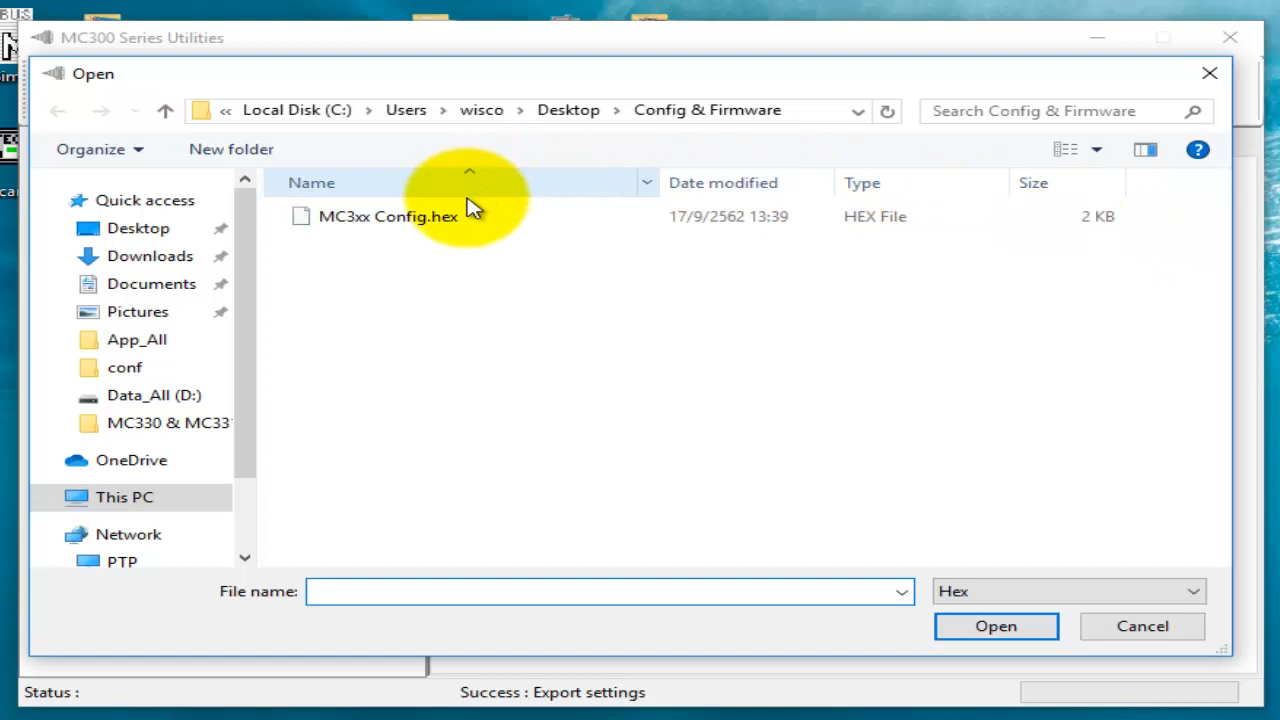 BUS
MC300 Series Utilities
Open
« Local Disk (C:) > Users > wisco > Desktop > Config & Firmware
Search Config & Firmware
Organize
New folder
Name
Date modified
Type
Size
MC3xx Config.hex
17/9/2562 13:39
HEX File
2 KB
Quick access
Desktop
Downloads
Documents
Pictures
App_All
conf
Data_All (D:)
MC330 & MC33
OneDrive
This PC
Network
PTP
File name:
Hex
Open
Cancel
Status :
Success : Export settings